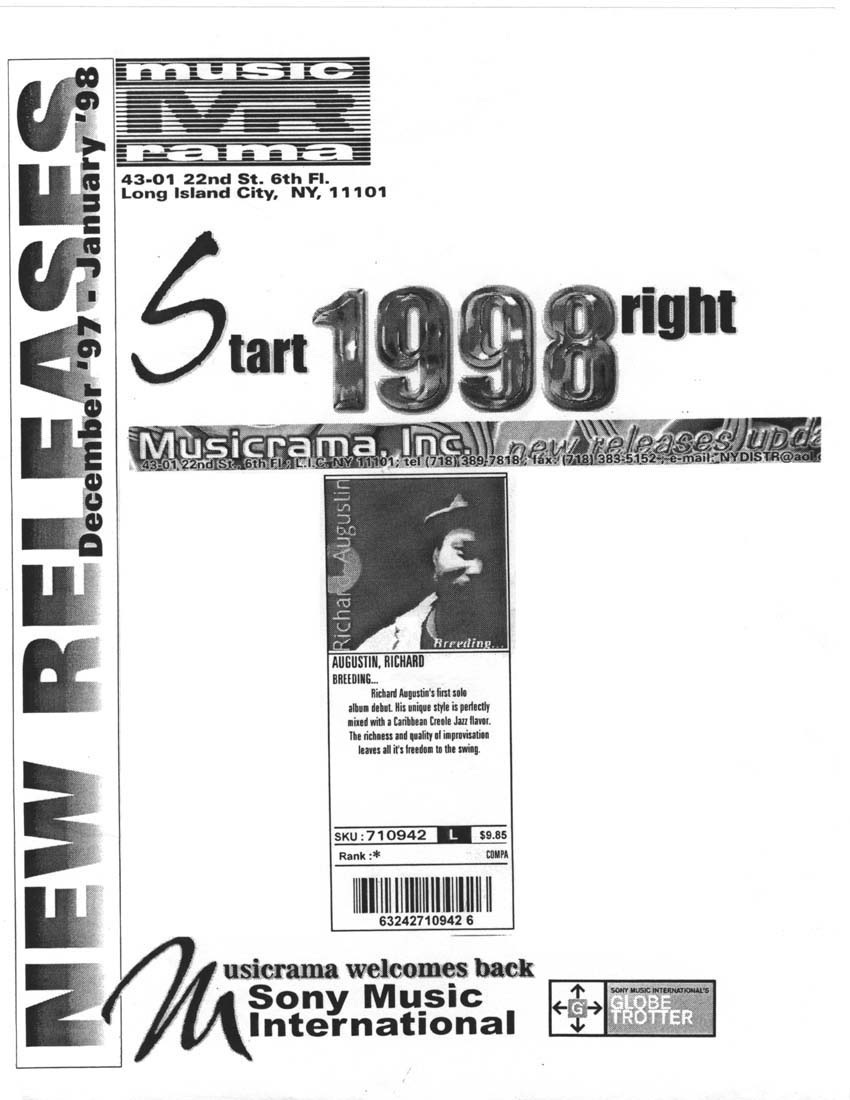 NEW RELEASES
December '97 - January '98
music
MR
rama
43-01 22nd St. 6th Fl.
Long Island City, NY, 11101
Start 1998 right
Musicrama, Inc. new releases upda
43-01 22nd St., 6th Fl.; L.I.C. NY 11101; tel (718) 389-7818; fax: (718) 383-5152; e-mail: NYDISTR@aol.
Richard Augustin
Breeding...
AUGUSTIN, RICHARD
BREEDING...
Richard Augustin's first solo
album debut. His unique style is perfectly
mixed with a Caribbean Creole Jazz flavor.
The richness and quality of improvisation
leaves all it's freedom to the swing.
SKU : 710942 L $9.85
Rank :* COMPA
63242710942 6
Musicrama welcomes back
Sony Music
International
SONY MUSIC INTERNATIONAL'S
G
GLOBE
TROTTER